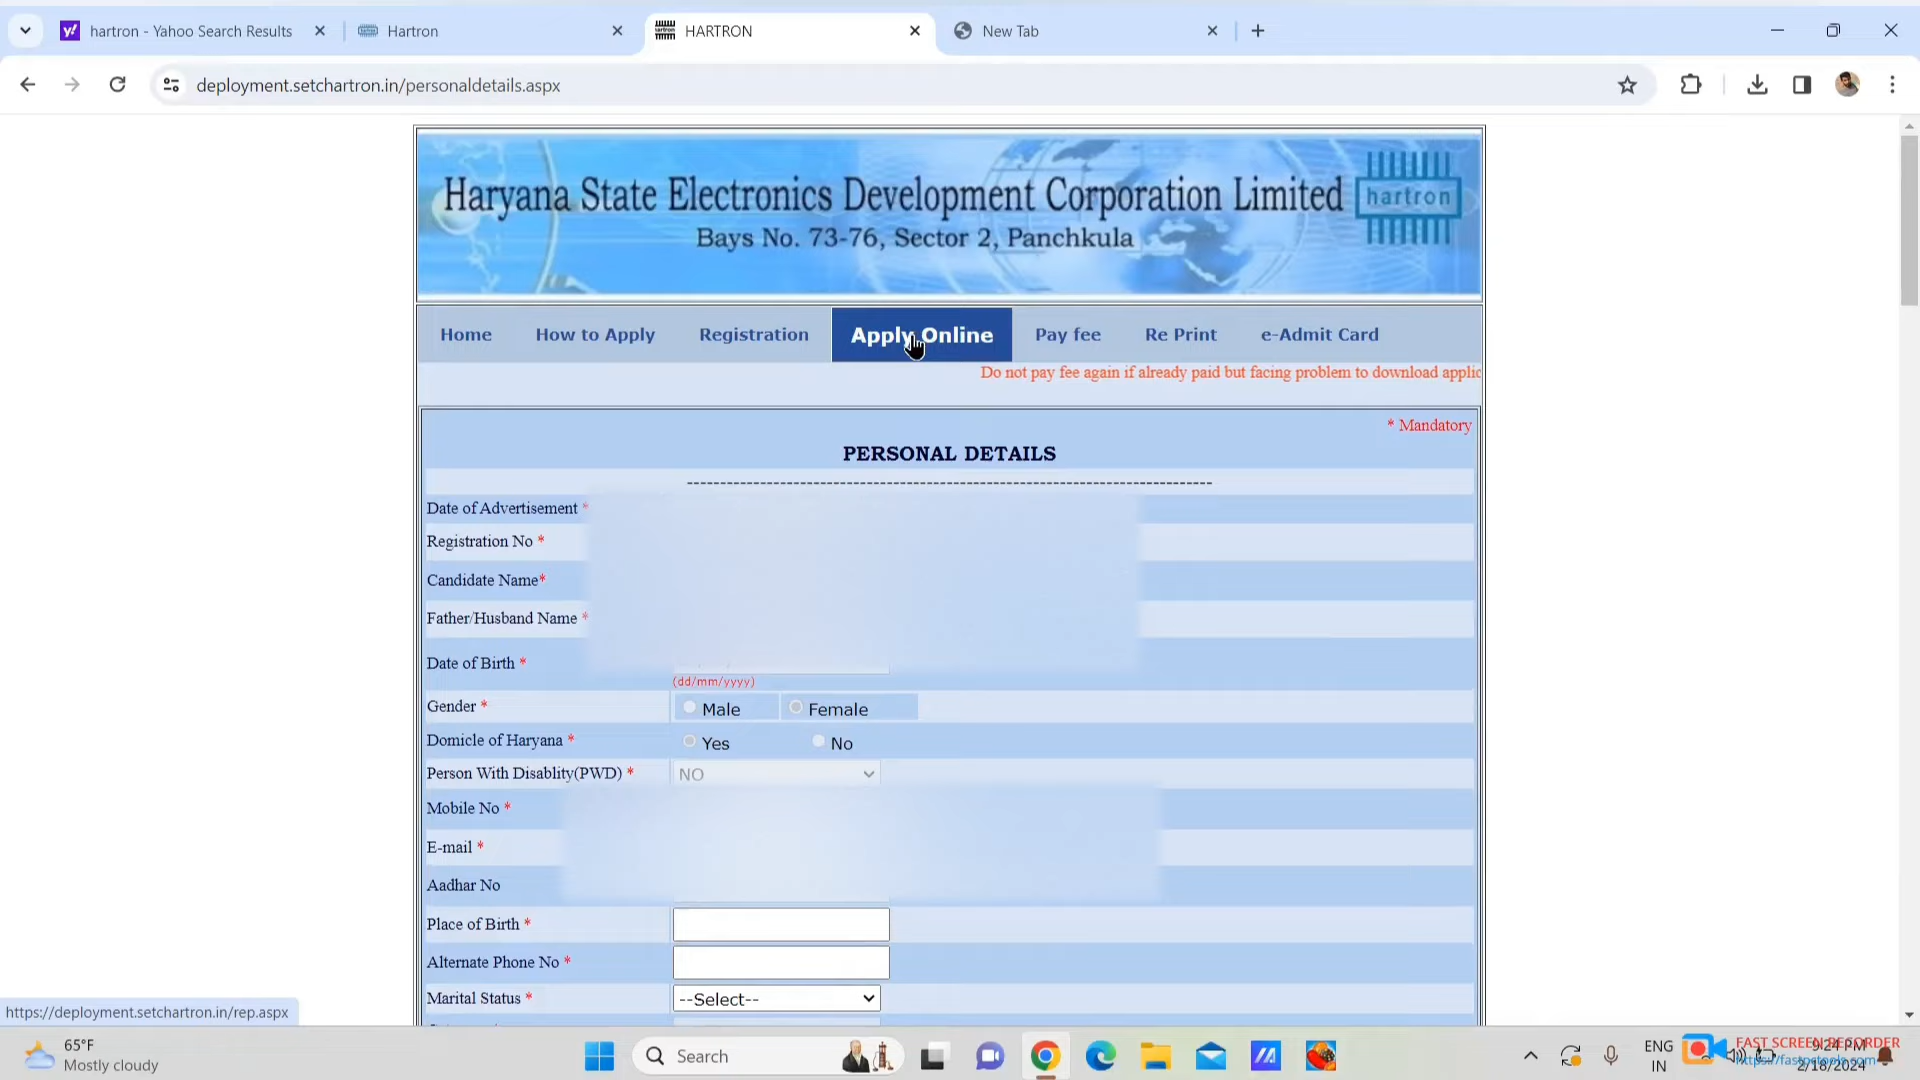 hartron - Yahoo Search Results
Hartron
HARTRON
New Tab
deployment.setchartron.in/personaldetails.aspx
Haryana State Electronics Development Corporation Limited
hartron
Bays No. 73-76, Sector 2, Panchkula
Home How to Apply Registration Apply Online Pay fee Re Print e-Admit Card
Do not pay fee again if already paid but facing problem to download applic
* Mandatory
PERSONAL DETAILS
--------------------------------------------------------------------------------
Date of Advertisement *
Registration No *
Candidate Name*
Father/Husband Name *
Date of Birth *
(dd/mm/yyyy)
Gender * Male Female
Domicle of Haryana * Yes No
Person With Disablity(PWD) * NO
Mobile No *
E-mail *
Aadhar No
Place of Birth *
Alternate Phone No *
Marital Status * --Select--
https://deployment.setchartron.in/rep.aspx
65°F
Mostly cloudy
Search
ENG
IN
FAST SCREEN RECORDER
9:24 PM
2/18/2024